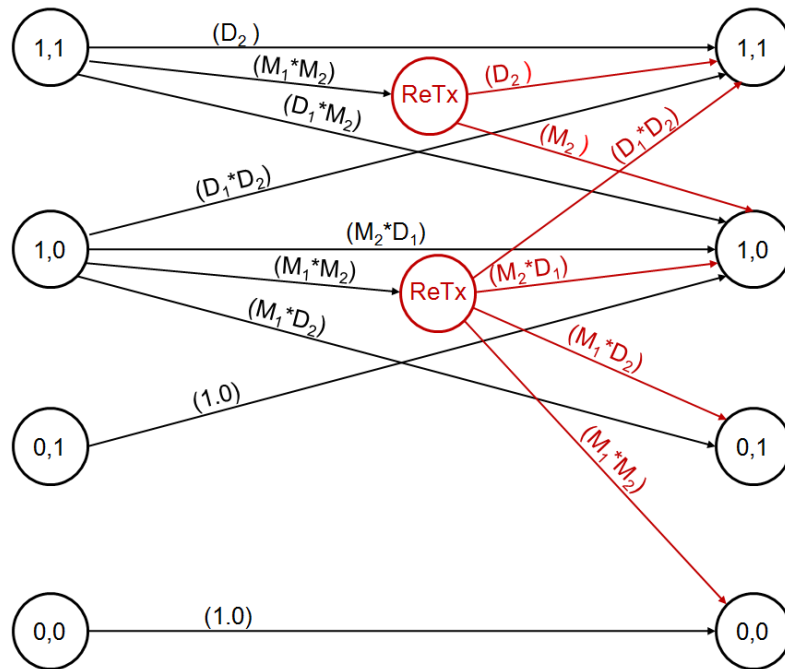 (D₂)
1,1
1,1
(M₁*M₂)
(D₂)
ReTx
(D₁*M₂)
(M₂)
(D₁*D₂)
(D₁*D₂)
(M₂*D₁)
1,0
1,0
(M₁*M₂)
(M₂*D₁)
ReTx
(M₁*D₂)
(M₁*D₂)
(1.0)
0,1
0,1
(M₁*M₂)
(1.0)
0,0
0,0